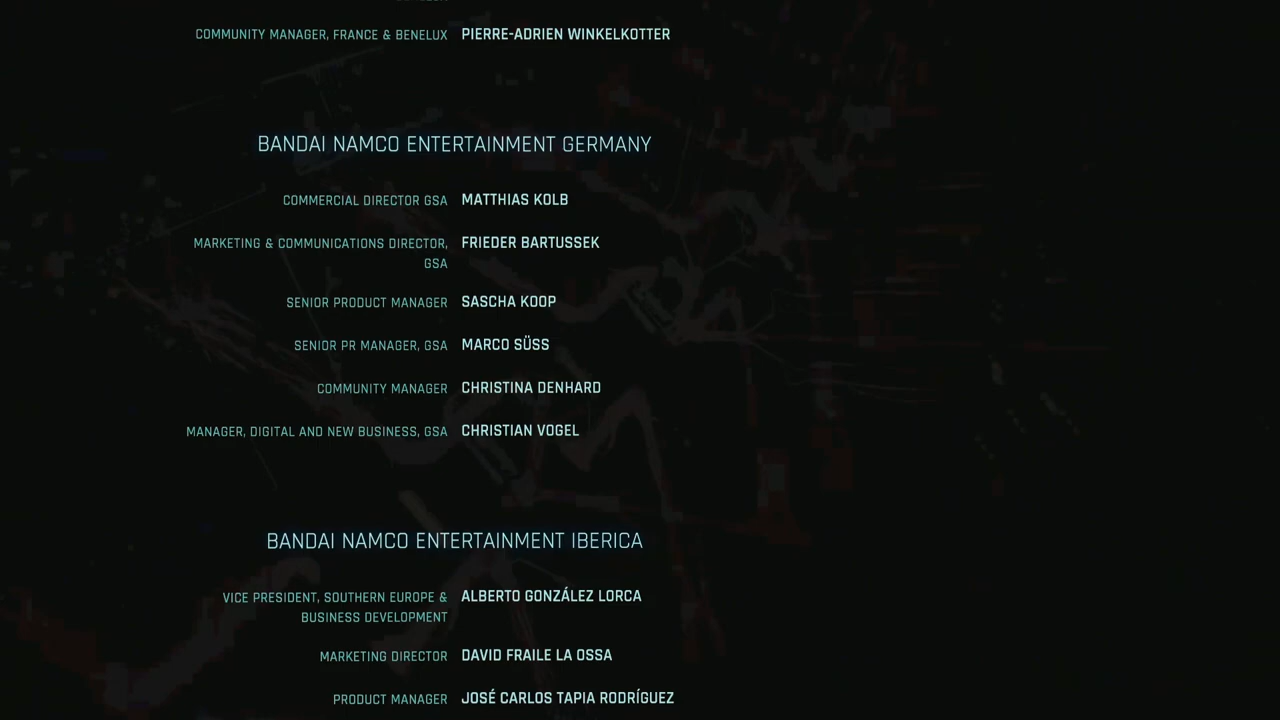 COMMUNITY MANAGER, FRANCE & BENELUX PIERRE-ADRIEN WINKELKOTTER
BANDAI NAMCO ENTERTAINMENT GERMANY
COMMERCIAL DIRECTOR GSA MATTHIAS KOLB
MARKETING & COMMUNICATIONS DIRECTOR, FRIEDER BARTUSSEK
GSA
SENIOR PRODUCT MANAGER SASCHA KOOP
SENIOR PR MANAGER, GSA MARCO SÜSS
COMMUNITY MANAGER CHRISTINA DENHARD
MANAGER, DIGITAL AND NEW BUSINESS, GSA CHRISTIAN VOGEL
BANDAI NAMCO ENTERTAINMENT IBERICA
VICE PRESIDENT, SOUTHERN EUROPE & ALBERTO GONZÁLEZ LORCA
BUSINESS DEVELOPMENT
MARKETING DIRECTOR DAVID FRAILE LA OSSA
PRODUCT MANAGER JOSÉ CARLOS TAPIA RODRÍGUEZ